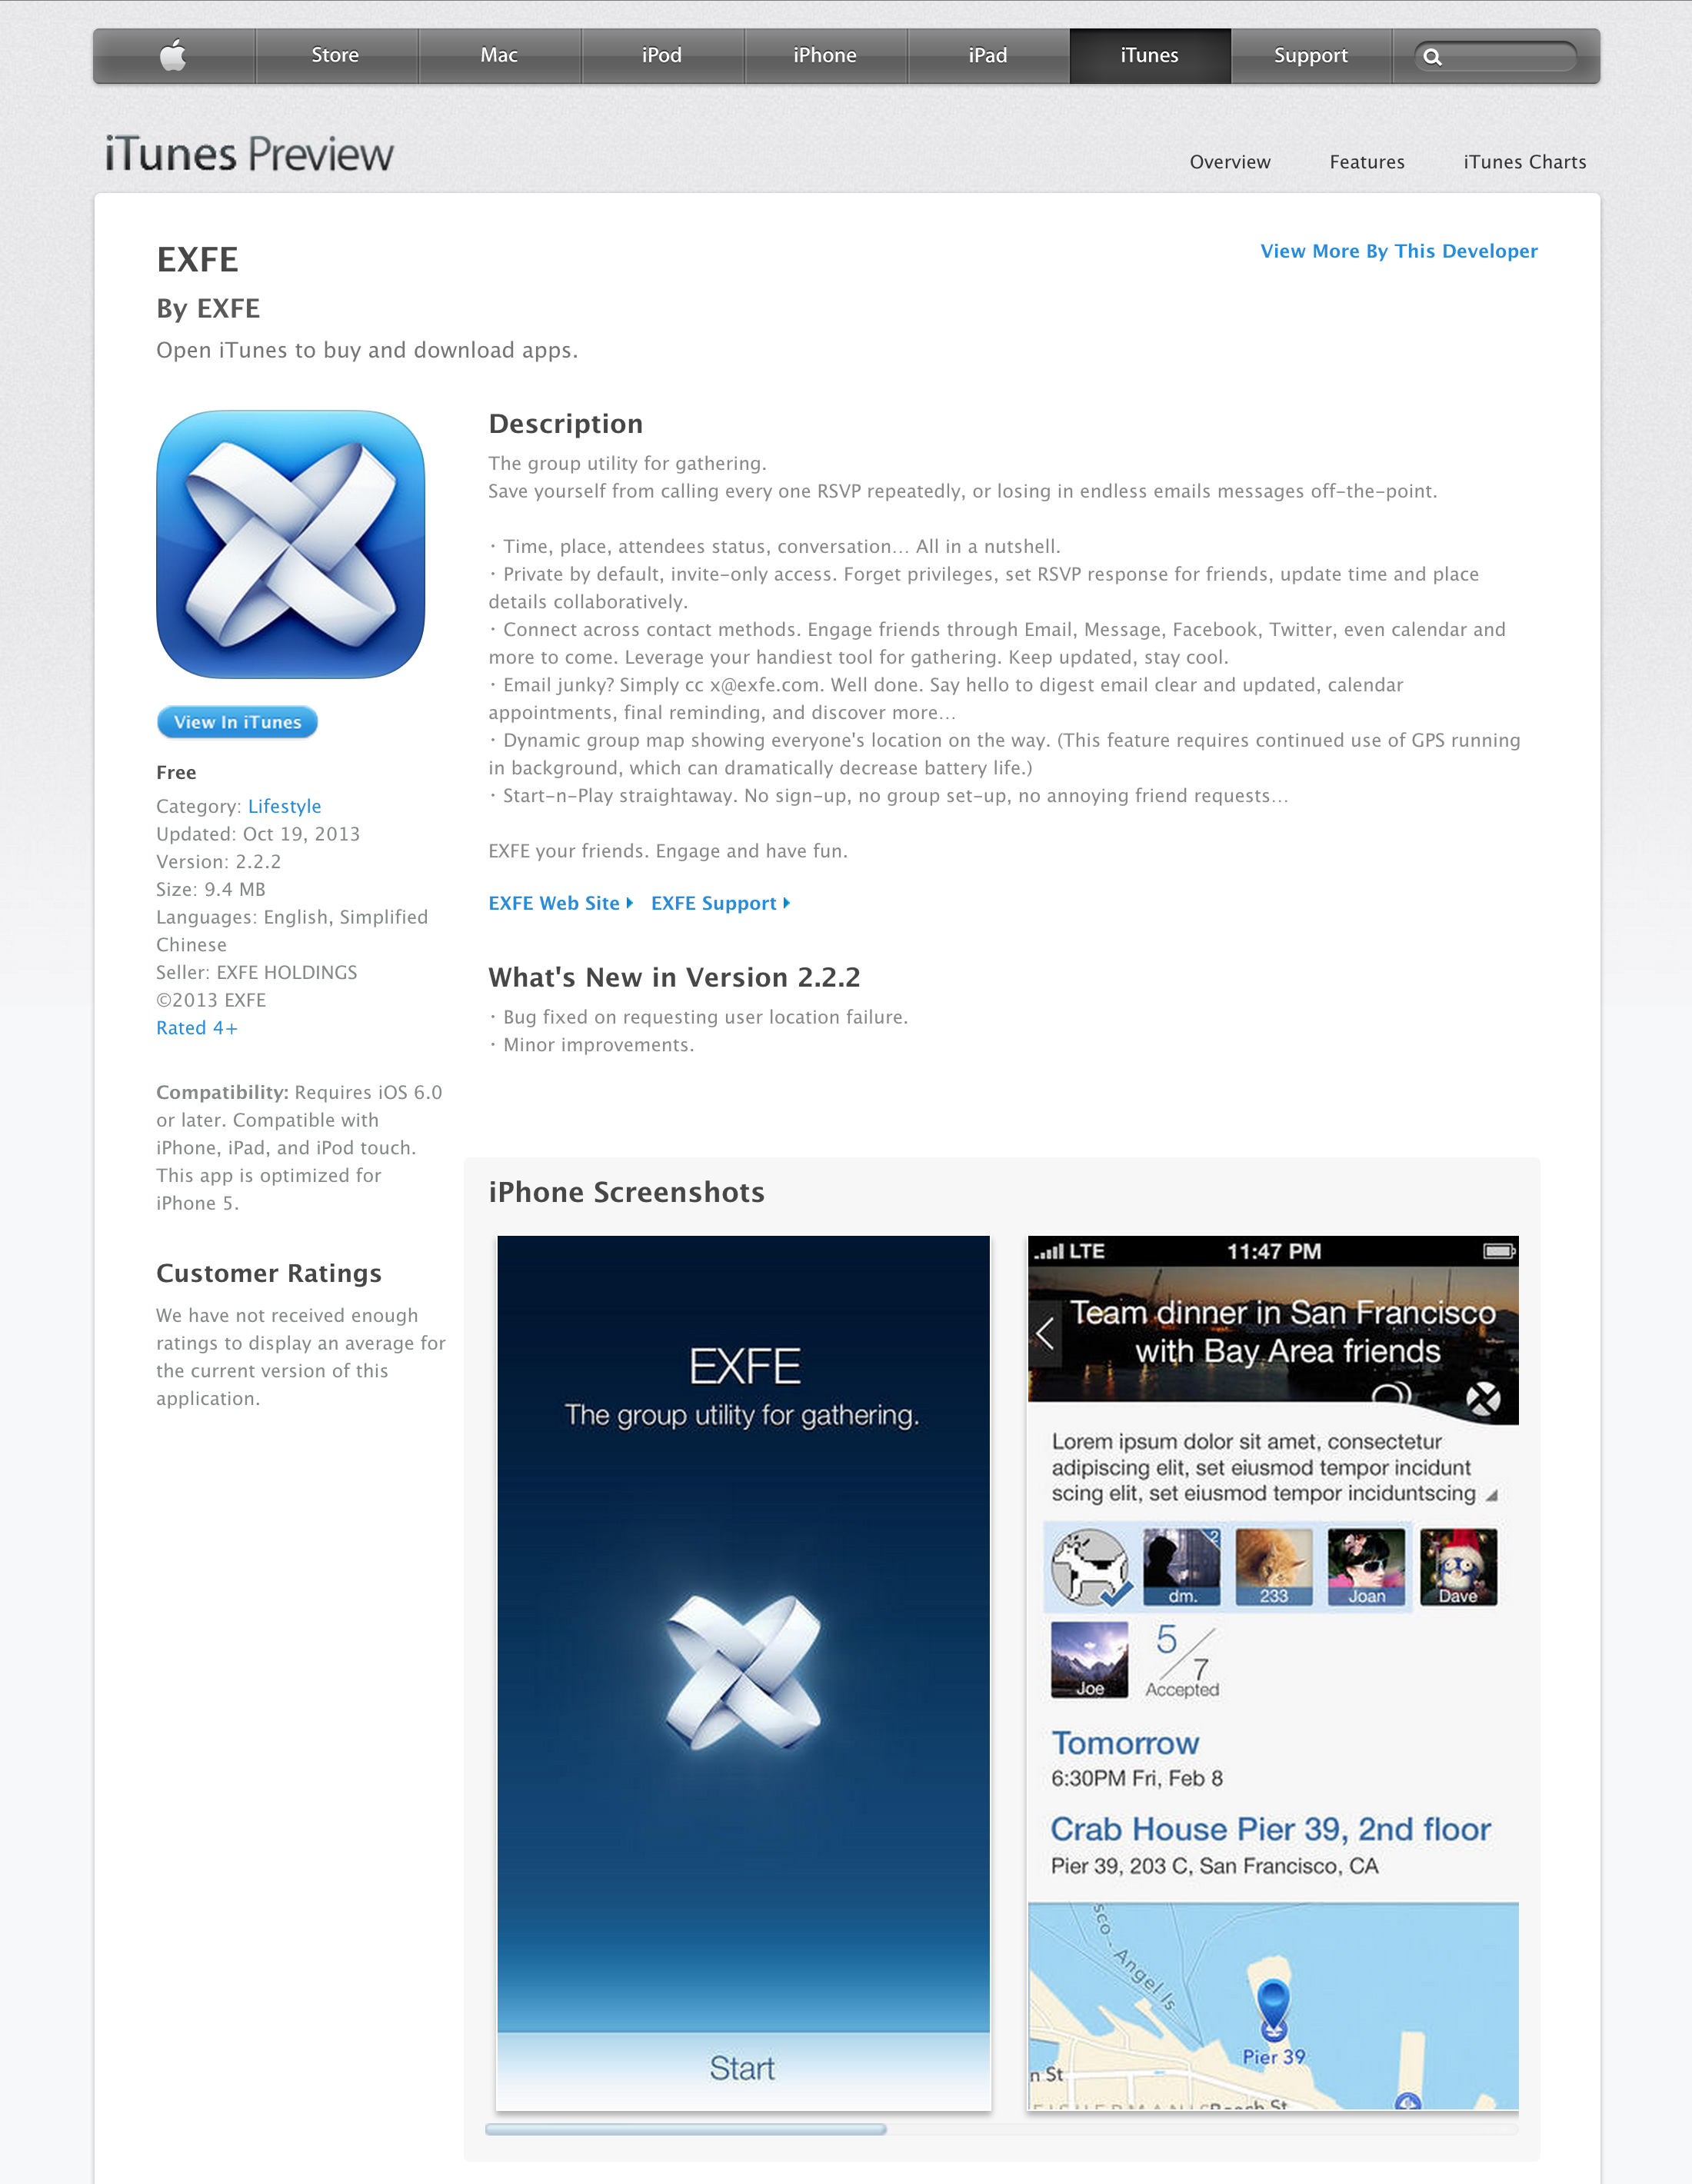 Store
Mac
iPod
iPhone
iPad
iTunes
Support
iTunes Preview
Overview
Features
iTunes Charts
EXFE
View More By This Developer
By EXFE
Open iTunes to buy and download apps.
View In iTunes
Free
Category: Lifestyle
Updated: Oct 19, 2013
Version: 2.2.2
Size: 9.4 MB
Languages: English, Simplified
Chinese
Seller: EXFE HOLDINGS
©2013 EXFE
Rated 4+
Compatibility: Requires iOS 6.0
or later. Compatible with
iPhone, iPad, and iPod touch.
This app is optimized for
iPhone 5.
Customer Ratings
We have not received enough
ratings to display an average for
the current version of this
application.
Description
The group utility for gathering.
Save yourself from calling every one RSVP repeatedly, or losing in endless emails messages off-the-point.
· Time, place, attendees status, conversation… All in a nutshell.
· Private by default, invite-only access. Forget privileges, set RSVP response for friends, update time and place
details collaboratively.
· Connect across contact methods. Engage friends through Email, Message, Facebook, Twitter, even calendar and
more to come. Leverage your handiest tool for gathering. Keep updated, stay cool.
· Email junky? Simply cc x@exfe.com. Well done. Say hello to digest email clear and updated, calendar
appointments, final reminding, and discover more…
· Dynamic group map showing everyone's location on the way. (This feature requires continued use of GPS running
in background, which can dramatically decrease battery life.)
· Start-n-Play straightaway. No sign-up, no group set-up, no annoying friend requests…
EXFE your friends. Engage and have fun.
EXFE Web Site
EXFE Support
What's New in Version 2.2.2
· Bug fixed on requesting user location failure.
· Minor improvements.
iPhone Screenshots
EXFE
The group utility for gathering.
Start
LTE
11:47 PM
Team dinner in San Francisco
with Bay Area friends
Lorem ipsum dolor sit amet, consectetur
adipiscing elit, set eiusmod tempor incidunt
scing elit, set eiusmod tempor inciduntscing
2
dm.
233
Joan
Dave
Joe
5/7
Accepted
Tomorrow
6:30PM Fri, Feb 8
Crab House Pier 39, 2nd floor
Pier 39, 203 C, San Francisco, CA
sco - Angel Is
Pier 39
n St